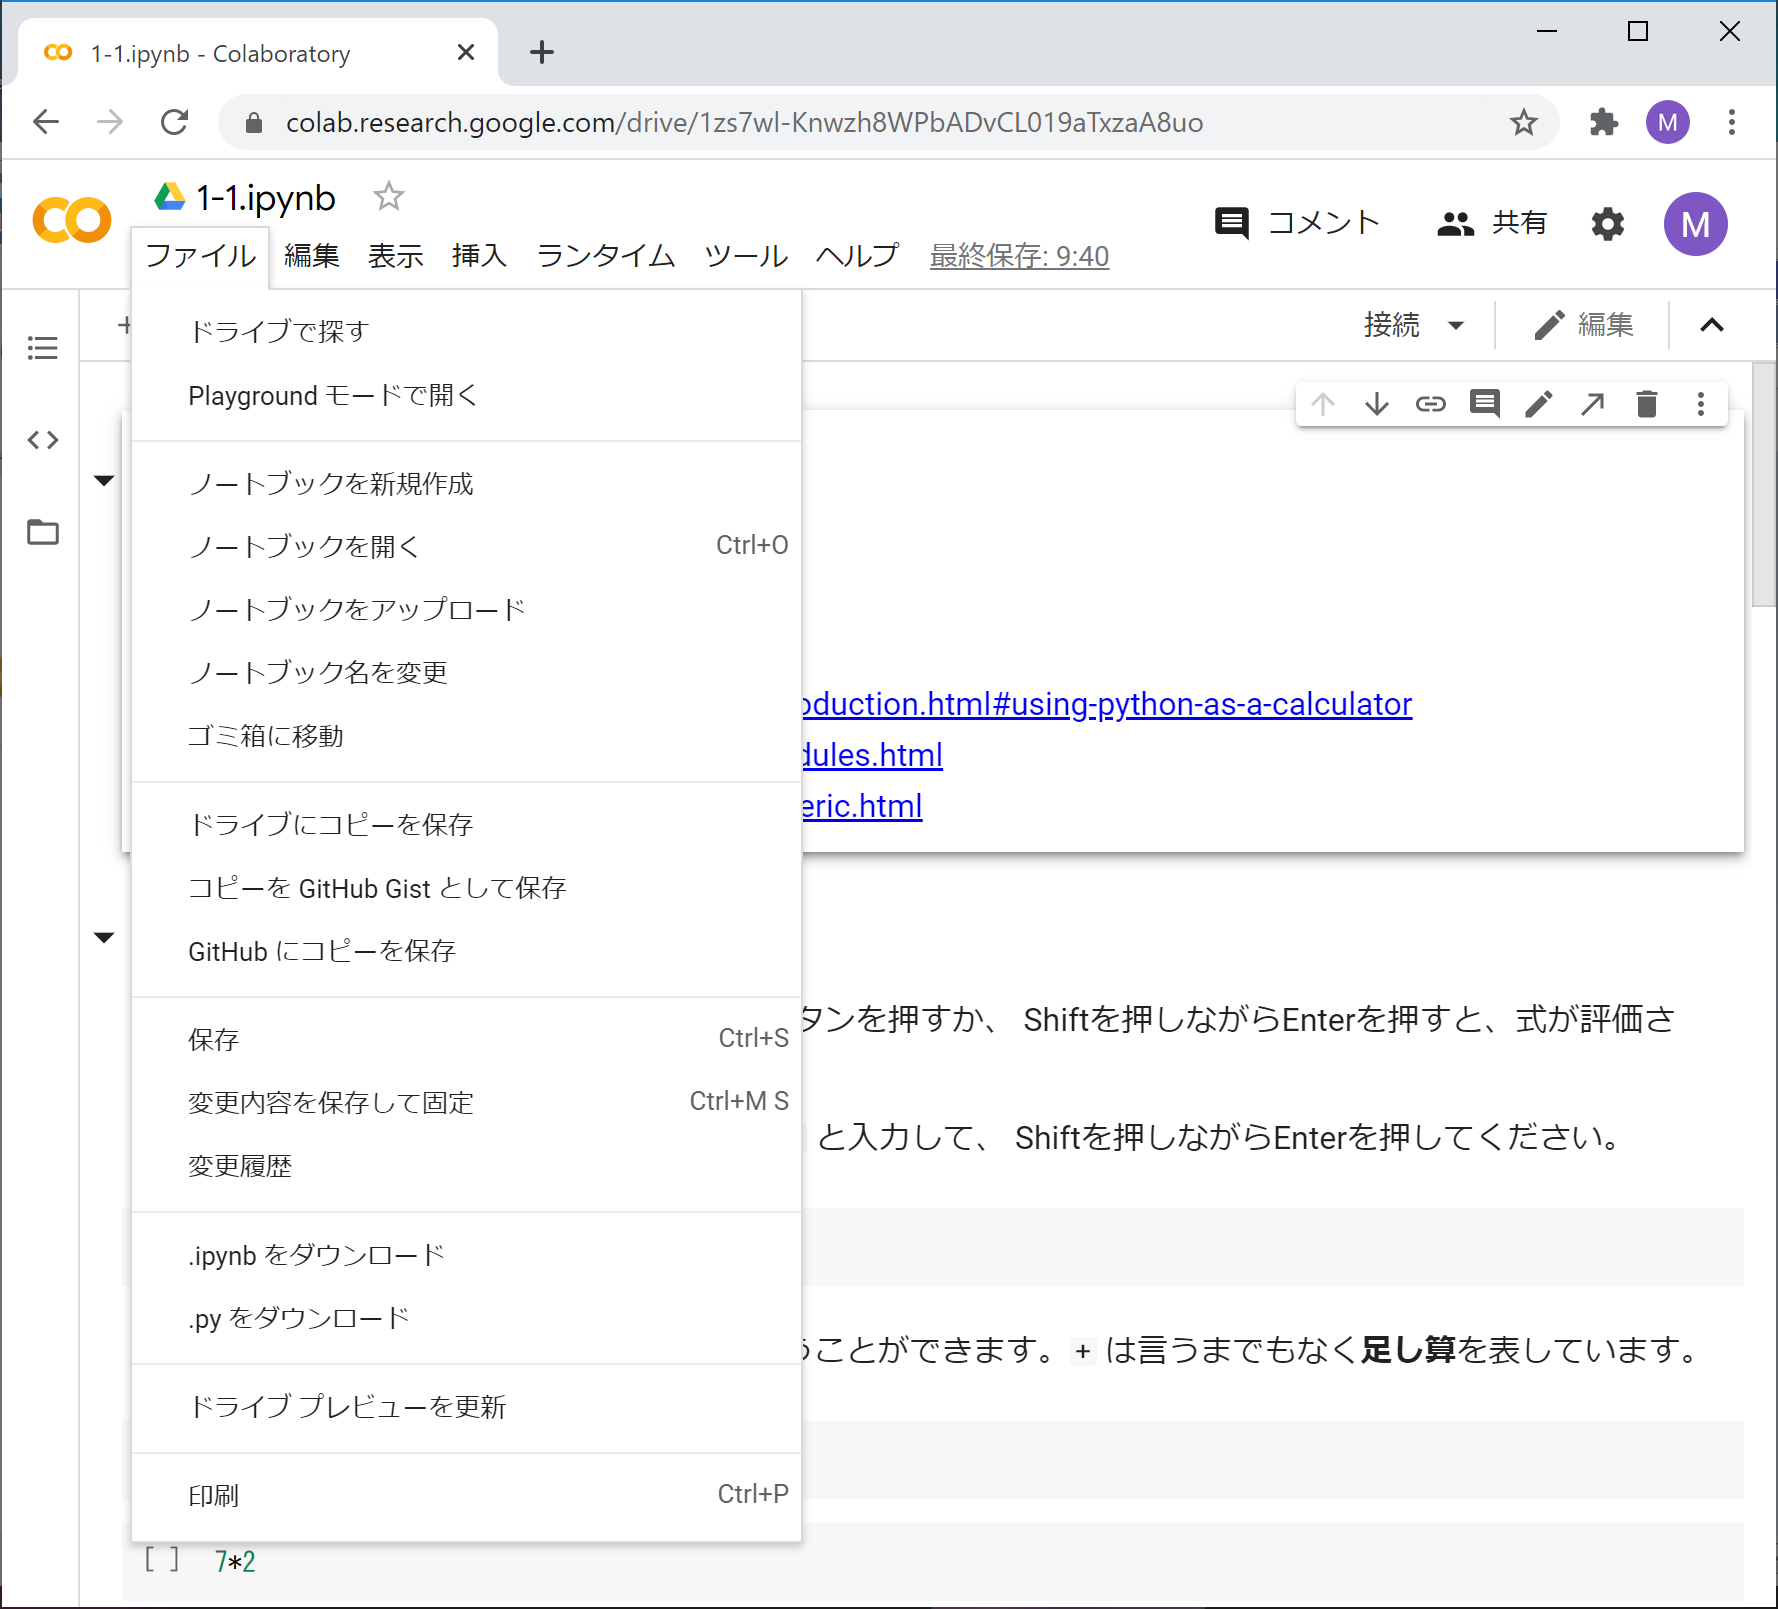 1-1.ipynb - Colaboratory
colab.research.google.com/drive/1zs7wl-Knwzh8WPbADvCL019aTxzaA8uo
M
1-1.ipynb
コメント
共有
M
ファイル 編集 表示 挿入 ランタイム ツール ヘルプ 最終保存: 9:40
接続
編集
ドライブで探す
Playground モードで開く
ノートブックを新規作成
ノートブックを開く Ctrl+O
ノートブックをアップロード
ノートブック名を変更
ゴミ箱に移動
ドライブにコピーを保存
コピーを GitHub Gist として保存
GitHub にコピーを保存
保存 Ctrl+S
変更内容を保存して固定 Ctrl+M S
変更履歴
.ipynb をダウンロード
.py をダウンロード
ドライブ プレビューを更新
印刷 Ctrl+P
oduction.html#using-python-as-a-calculator
dules.html
eric.html
タンを押すか、 Shiftを押しながらEnterを押すと、式が評価さ
と入力して、 Shiftを押しながらEnterを押してください。
うことができます。 + は言うまでもなく足し算を表しています。
[ ] 7*2